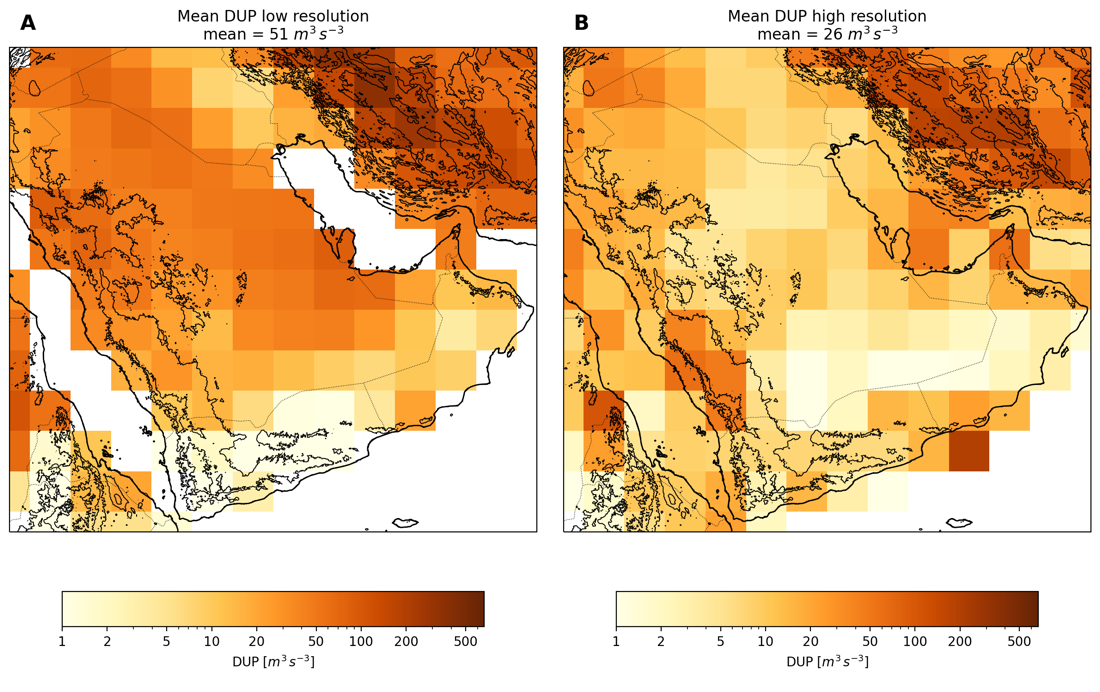 A
Mean DUP low resolution
mean = 51 m³ s⁻³
B
Mean DUP high resolution
mean = 26 m³ s⁻³
1 2 5 10 20 50 100 200 500
DUP [m³ s⁻³]
1 2 5 10 20 50 100 200 500
DUP [m³ s⁻³]